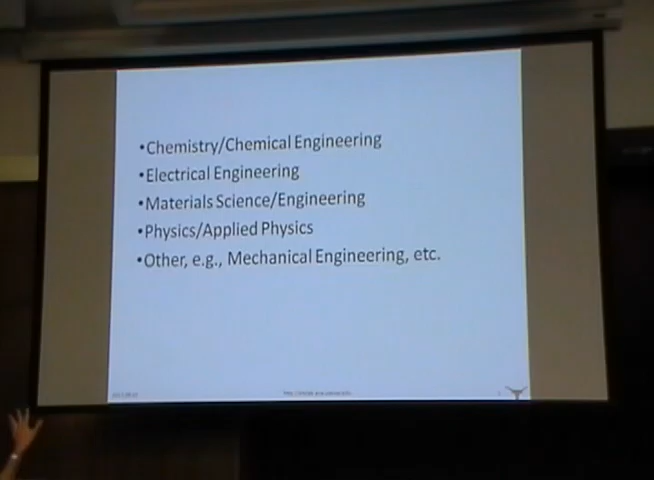 •Chemistry/Chemical Engineering
•Electrical Engineering
•Materials Science/Engineering
•Physics/Applied Physics
•Other, e.g., Mechanical Engineering, etc.